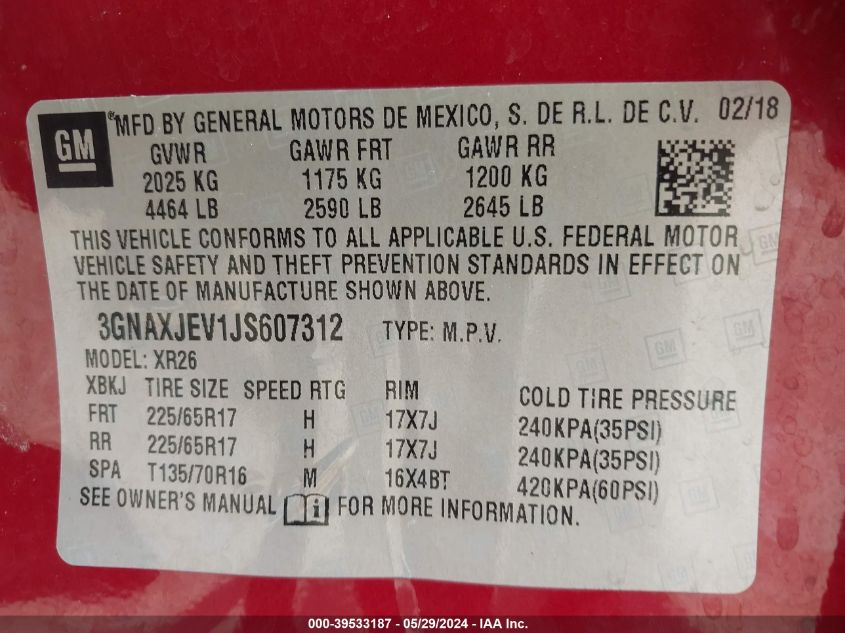 GM
®MFD BY GENERAL MOTORS DE MEXICO, S. DE R.L. DE C.V. 02/18
GVWR GAWR FRT GAWR RR
2025 KG 1175 KG 1200 KG
4464 LB 2590 LB 2645 LB
THIS VEHICLE CONFORMS TO ALL APPLICABLE U.S. FEDERAL MOTOR
VEHICLE SAFETY AND THEFT PREVENTION STANDARDS IN EFFECT ON
THE DATE OF MANUFACTURE SHOWN ABOVE.
3GNAXJEV1JS607312 TYPE: M.P.V.
MODEL: XR26
XBKJ TIRE SIZE SPEED RTG RIM COLD TIRE PRESSURE
FRT 225/65R17 H 17X7J 240KPA(35PSI)
RR 225/65R17 H 17X7J 240KPA(35PSI)
SPA T135/70R16 M 16X4BT 420KPA(60PSI)
SEE OWNER'S MANUAL i FOR MORE INFORMATION.
000-39533187 - 05/29/2024 - IAA Inc.